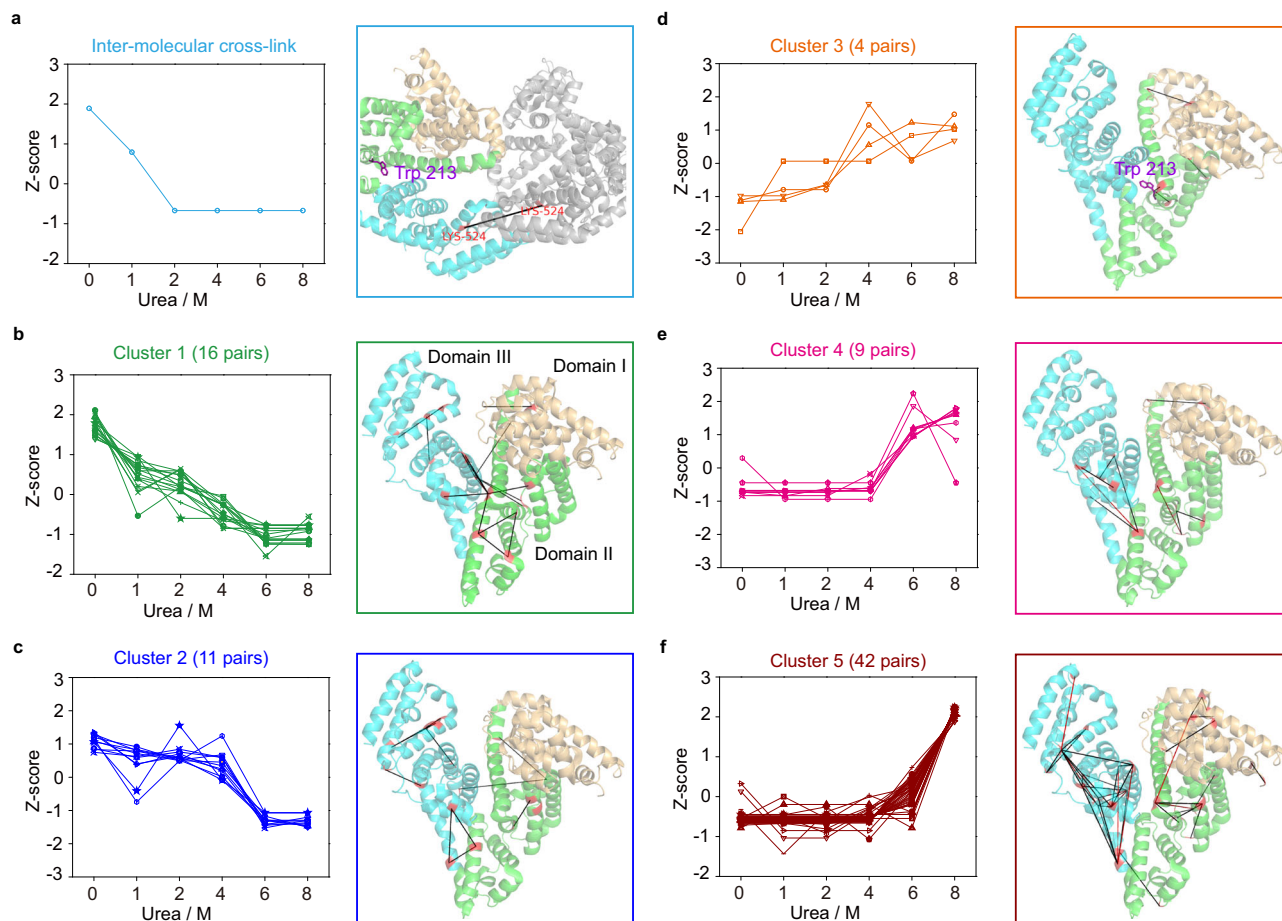 a
Inter-molecular cross-link
3
2
1
0
-1
-2
Z-score
0 1 2 4 6 8
Urea / M
Trp 213
LYS-524
LYS-524
b
Cluster 1 (16 pairs)
3
2
1
0
-1
-2
Z-score
0 1 2 4 6 8
Urea / M
Domain III
Domain I
Domain II
c
Cluster 2 (11 pairs)
3
2
1
0
-1
-2
-3
Z-score
0 1 2 4 6 8
Urea / M
d
Cluster 3 (4 pairs)
3
2
1
0
-1
-2
-3
Z-score
0 1 2 4 6 8
Urea / M
Trp 213
e
Cluster 4 (9 pairs)
3
2
1
0
-1
-2
Z-score
0 1 2 4 6 8
Urea / M
f
Cluster 5 (42 pairs)
3
2
1
0
-1
-2
Z-score
0 1 2 4 6 8
Urea / M